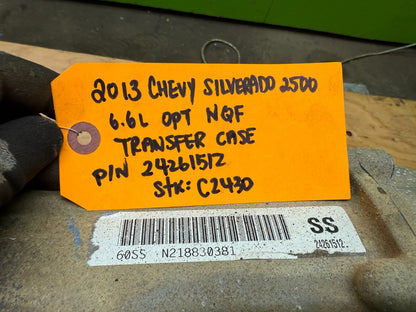 2013 CHEVY SILVERADO 2500
6.6L OPT NQF
TRANSFER CASE
P/N 24261512
STK: C2430
SS
24261512
60S5 N218830381